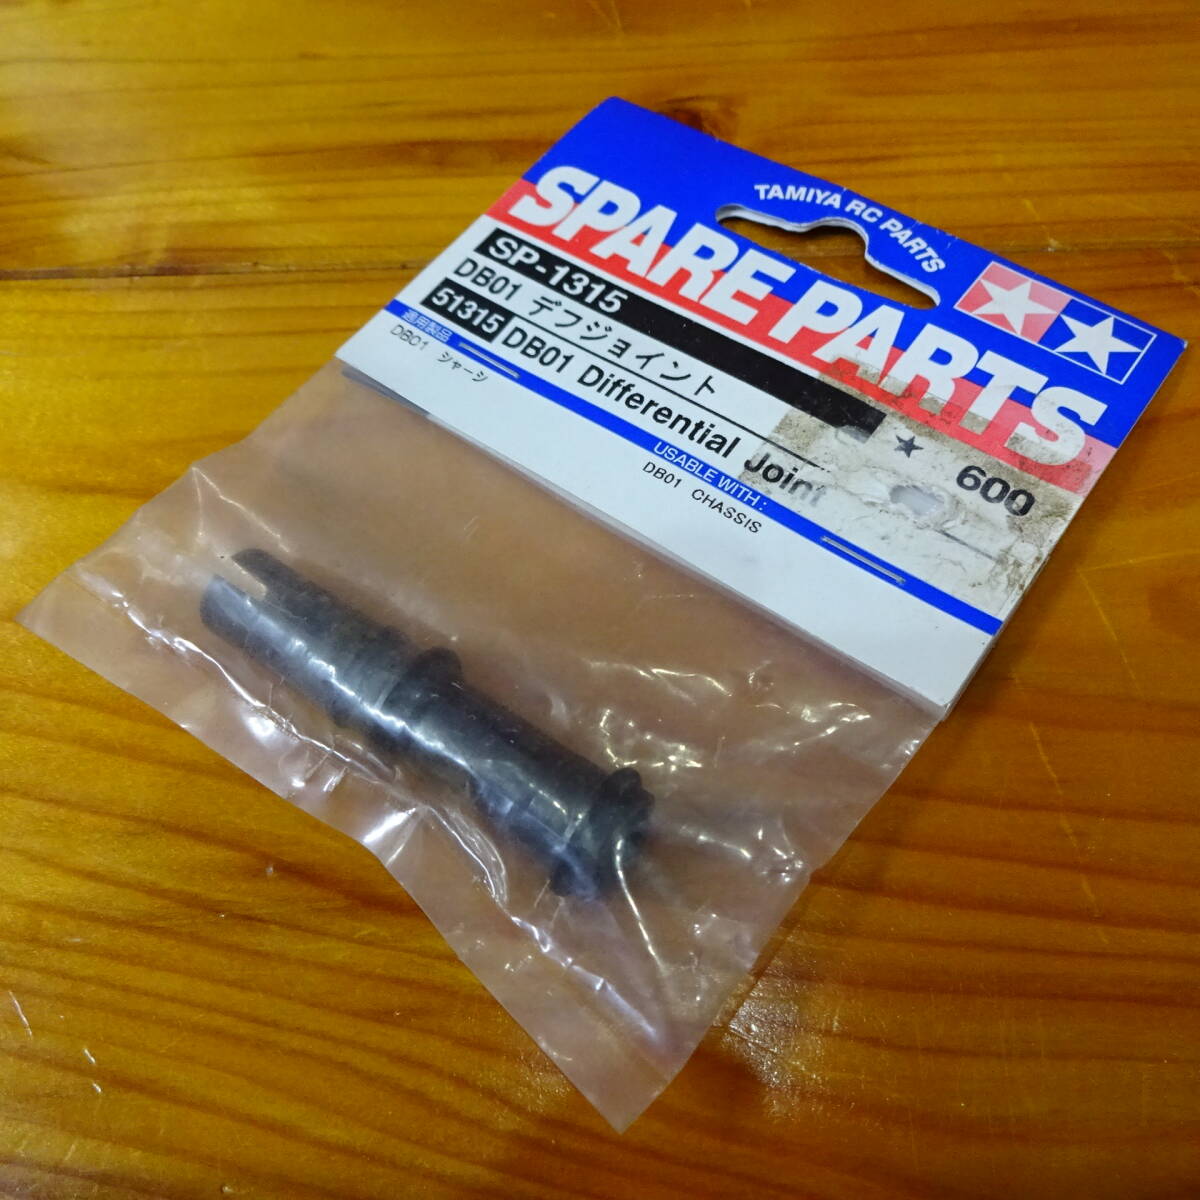 TAMIYA RC PARTS
SPARE PARTS
SP-1315
DB01 デフジョイント
★ 600
51315 DB01 Differential Joint
適用製品
DB01 シャーシ
USABLE WITH :
DB01 CHASSIS